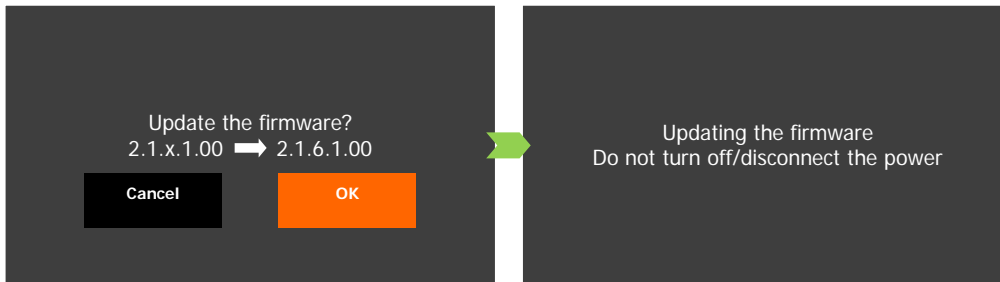 Update the firmware?
2.1.x.1.00 2.1.6.1.00
Cancel
OK
Updating the firmware
Do not turn off/disconnect the power